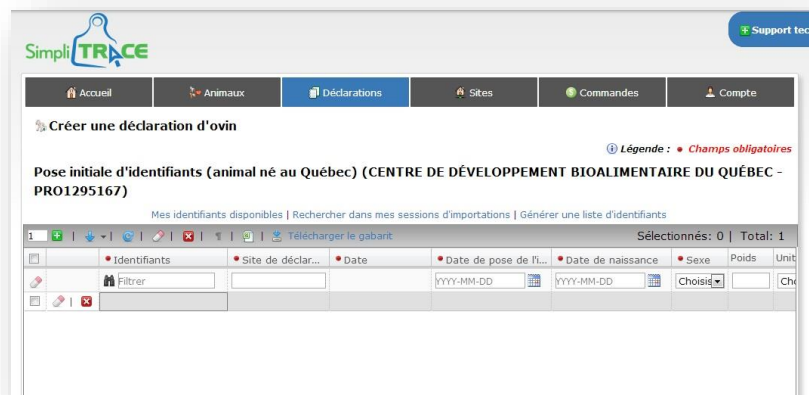 Simpli TRACE
Support tec
Accueil Animaux Déclarations Sites Commandes Compte
Créer une déclaration d'ovin
Légende : • Champs obligatoires
Pose initiale d'identifiants (animal né au Québec) (CENTRE DE DÉVELOPPEMENT BIOALIMENTAIRE DU QUÉBEC -
PRO1295167)
Mes identifiants disponibles | Rechercher dans mes sessions d'importations | Générer une liste d'identifiants
1 Télécharger le gabarit Sélectionnés: 0 | Total: 1
• Identifiants • Site de déclar... • Date • Date de pose de l'i... • Date de naissance • Sexe Poids Unit
Filtrer YYYY-MM-DD YYYY-MM-DD Choisis Cho